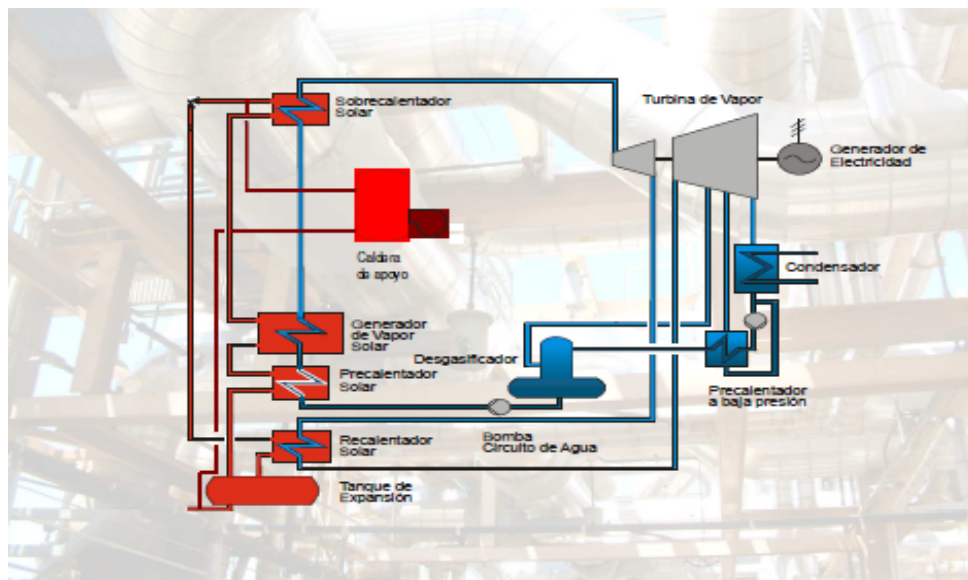 Sobrecalentador
Solar
Turbina de Vapor
Generador de
Electricidad
Caldera
de apoyo
Condensador
Generador
de Vapor
Solar
Desgasificador
Precalentador
Solar
Precalentador
a baja presión
Bomba
Circuito de Agua
Recalentador
Solar
Tanque de
Expansión